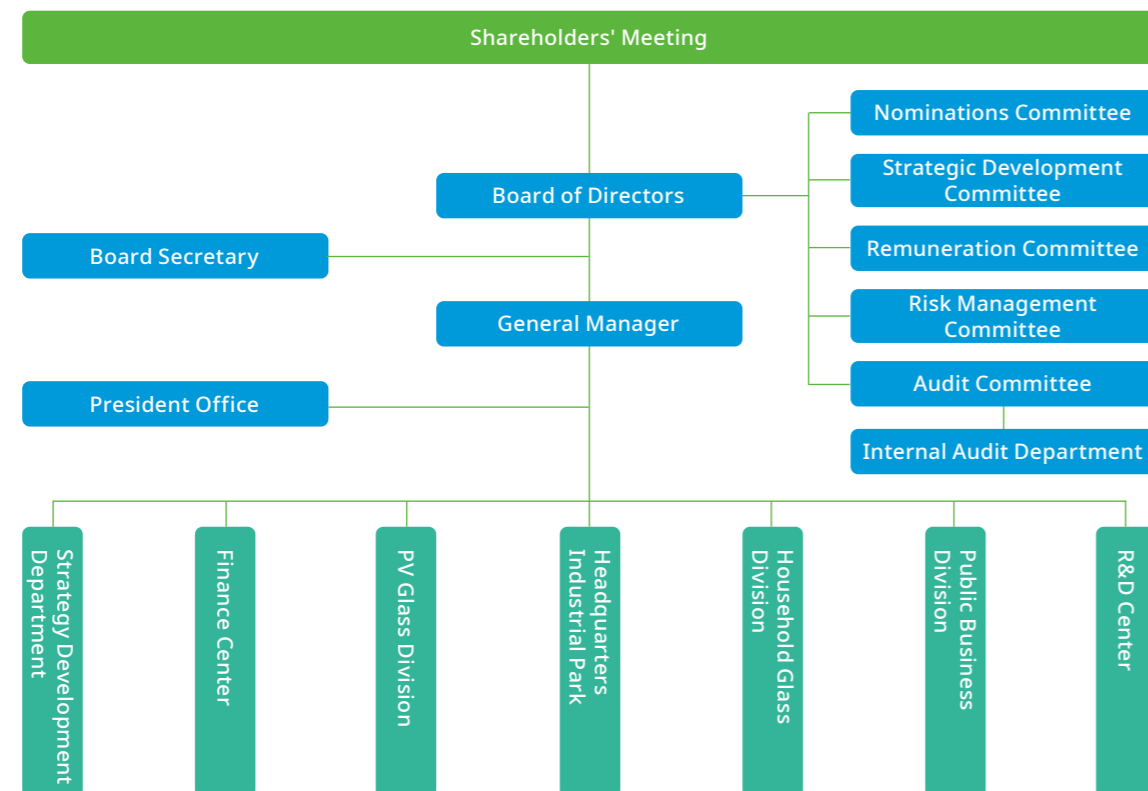 Shareholders' Meeting
Nominations Committee
Strategic Development
Committee
Board of Directors
Remuneration Committee
Board Secretary
Risk Management
Committee
General Manager
Audit Committee
President Office
Internal Audit Department
Strategy Development
Department
Finance Center
PV Glass Division
Headquarters
Industrial Park
Household Glass
Division
Public Business
Division
R&D Center